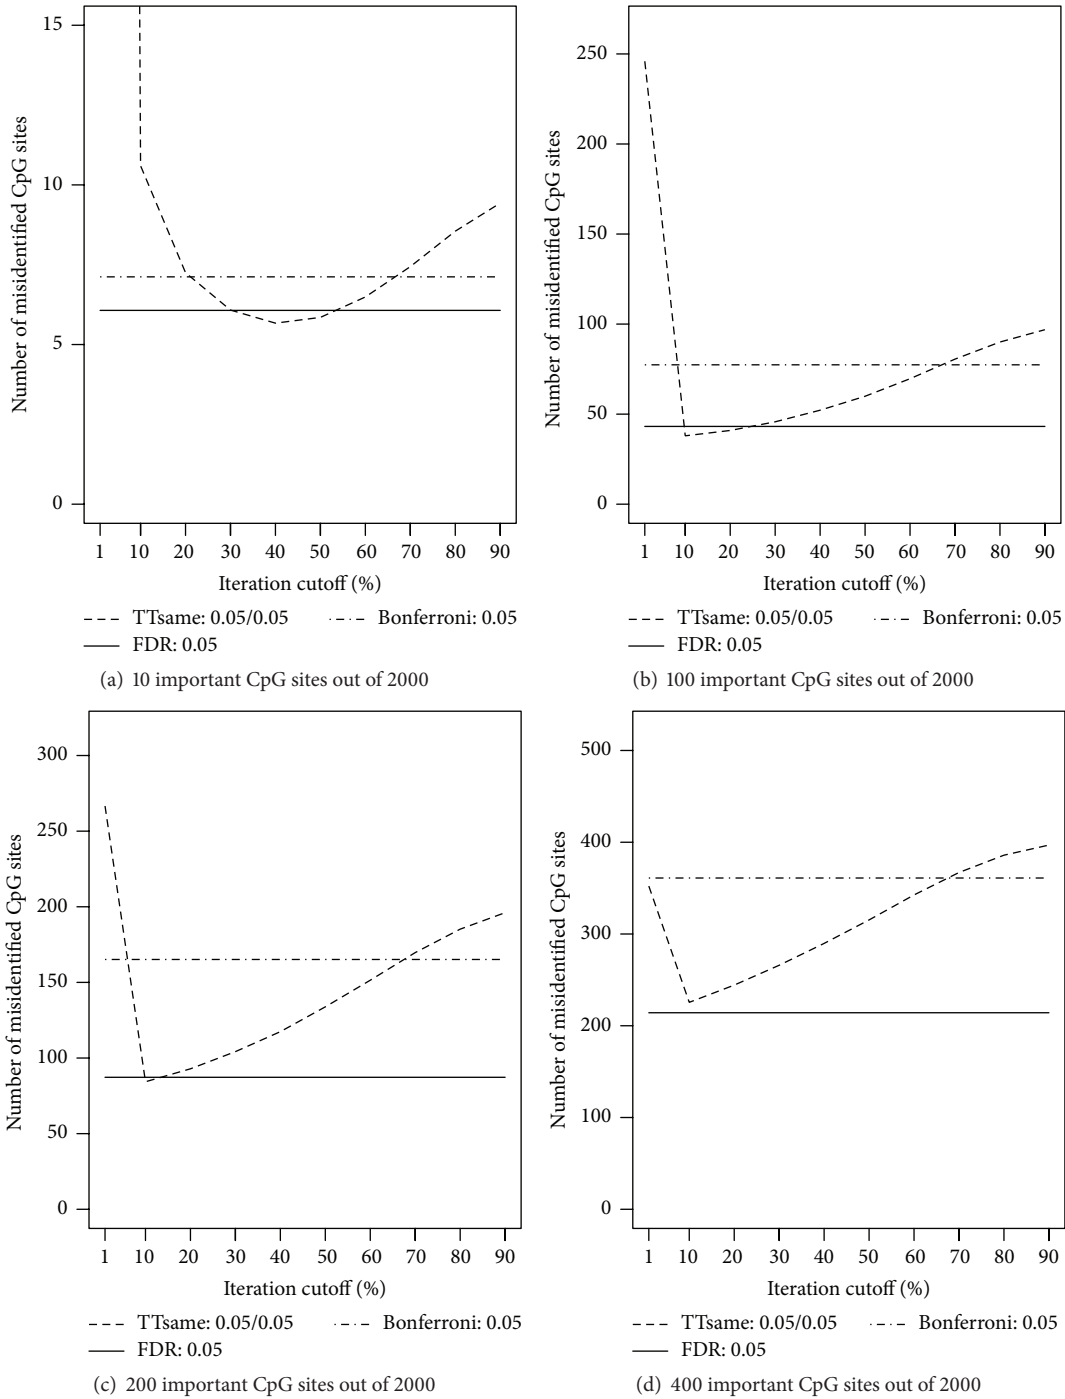 15
10
5
0
Number of misidentified CpG sites
1 10 20 30 40 50 60 70 80 90
Iteration cutoff (%)
TTsame: 0.05/0.05 Bonferroni: 0.05
FDR: 0.05
(a) 10 important CpG sites out of 2000
250
200
150
100
50
0
Number of misidentified CpG sites
1 10 20 30 40 50 60 70 80 90
Iteration cutoff (%)
TTsame: 0.05/0.05 Bonferroni: 0.05
FDR: 0.05
(b) 100 important CpG sites out of 2000
300
250
200
150
100
50
0
Number of misidentified CpG sites
1 10 20 30 40 50 60 70 80 90
Iteration cutoff (%)
TTsame: 0.05/0.05 Bonferroni: 0.05
FDR: 0.05
(c) 200 important CpG sites out of 2000
500
400
300
200
100
0
Number of misidentified CpG sites
1 10 20 30 40 50 60 70 80 90
Iteration cutoff (%)
TTsame: 0.05/0.05 Bonferroni: 0.05
FDR: 0.05
(d) 400 important CpG sites out of 2000